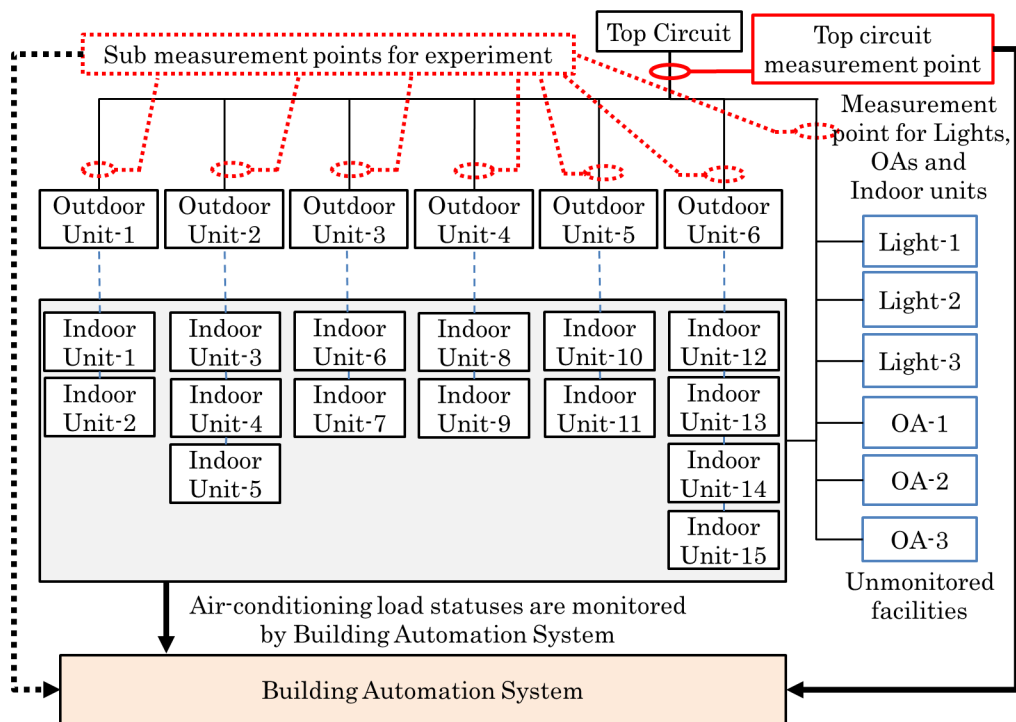 Top Circuit
Top circuit
measurement point
Sub measurement points for experiment
Measurement
point for Lights,
OAs and
Indoor units
Outdoor
Unit-1
Outdoor
Unit-2
Outdoor
Unit-3
Outdoor
Unit-4
Outdoor
Unit-5
Outdoor
Unit-6
Light-1
Light-2
Light-3
OA-1
OA-2
OA-3
Unmonitored
facilities
Indoor
Unit-1
Indoor
Unit-2
Indoor
Unit-3
Indoor
Unit-4
Indoor
Unit-5
Indoor
Unit-6
Indoor
Unit-7
Indoor
Unit-8
Indoor
Unit-9
Indoor
Unit-10
Indoor
Unit-11
Indoor
Unit-12
Indoor
Unit-13
Indoor
Unit-14
Indoor
Unit-15
Air-conditioning load statuses are monitored
by Building Automation System
Building Automation System